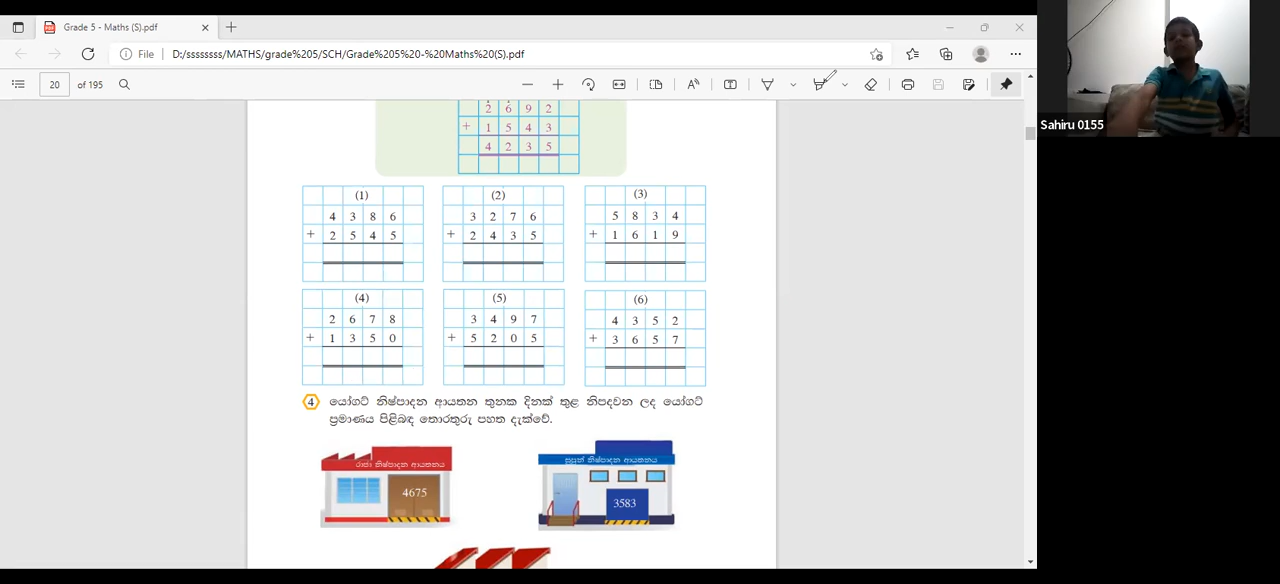 Grade 5 - Maths (S).pdf
File D:/ssssssss/MATHS/grade%205/SCH/Grade%205%20-%20Maths%20(S).pdf
20 of 195
2 6 9 2
+ 1 5 4 3
4 2 3 5
(1) (2) (3)
4 3 8 6 3 2 7 6 5 8 3 4
+ 2 5 4 5 + 2 4 3 5 + 1 6 1 9
(4) (5) (6)
2 6 7 8 3 4 9 7 4 3 5 2
+ 1 3 5 0 + 5 2 0 5 + 3 6 5 7
4 යෝගට් නිෂ්පාදන ආයතන තුනක දිනක් තුළ නිපදවන ලද යෝගට්
ප්‍රමාණය පිළිබඳ තොරතුරු පහත දැක්වේ.
රාජා නිෂ්පාදන ආයතනය
4675
නිෂ්පාදන ආයතනය
3583
Sahiru 0155